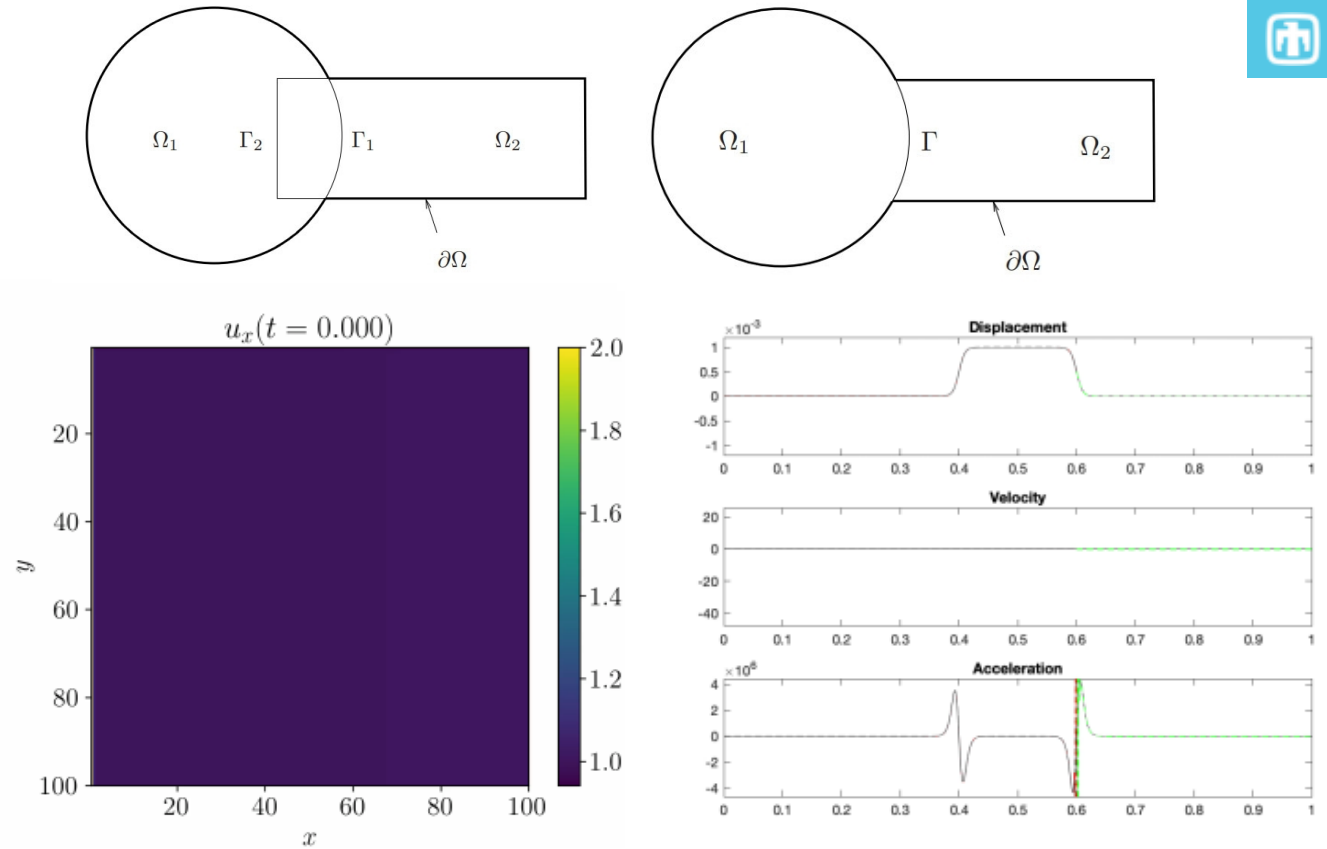 Ω₁ Γ₂ Γ₁ Ω₂
∂Ω
Ω₁ Γ Ω₂
∂Ω
u_x(t = 0.000)
y
20
40
60
80
100
20 40 60 80 100
x
2.0
1.8
1.6
1.4
1.2
1.0
Displacement
×10⁻³
1
0.5
0
-0.5
-1
0 0.1 0.2 0.3 0.4 0.5 0.6 0.7 0.8 0.9 1
Velocity
20
0
-20
-40
0 0.1 0.2 0.3 0.4 0.5 0.6 0.7 0.8 0.9 1
Acceleration
×10⁶
4
2
0
-2
-4
0 0.1 0.2 0.3 0.4 0.5 0.6 0.7 0.8 0.9 1